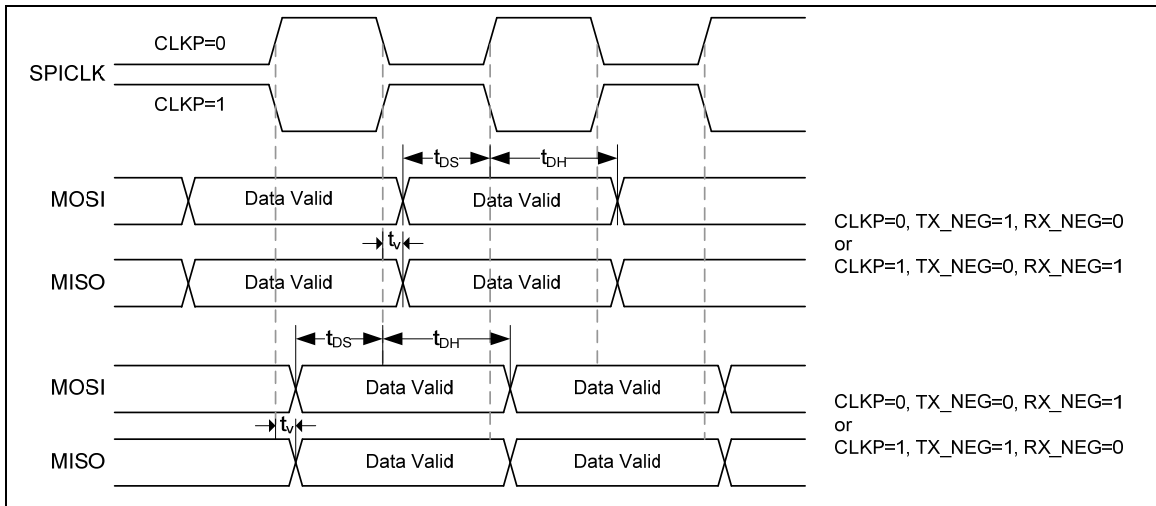 CLKP=0
SPICLK
CLKP=1
tDS tDH
MOSI Data Valid Data Valid
tV
MISO Data Valid Data Valid
CLKP=0, TX_NEG=1, RX_NEG=0
or
CLKP=1, TX_NEG=0, RX_NEG=1
tDS tDH
MOSI Data Valid Data Valid
tV
MISO Data Valid Data Valid
CLKP=0, TX_NEG=0, RX_NEG=1
or
CLKP=1, TX_NEG=1, RX_NEG=0